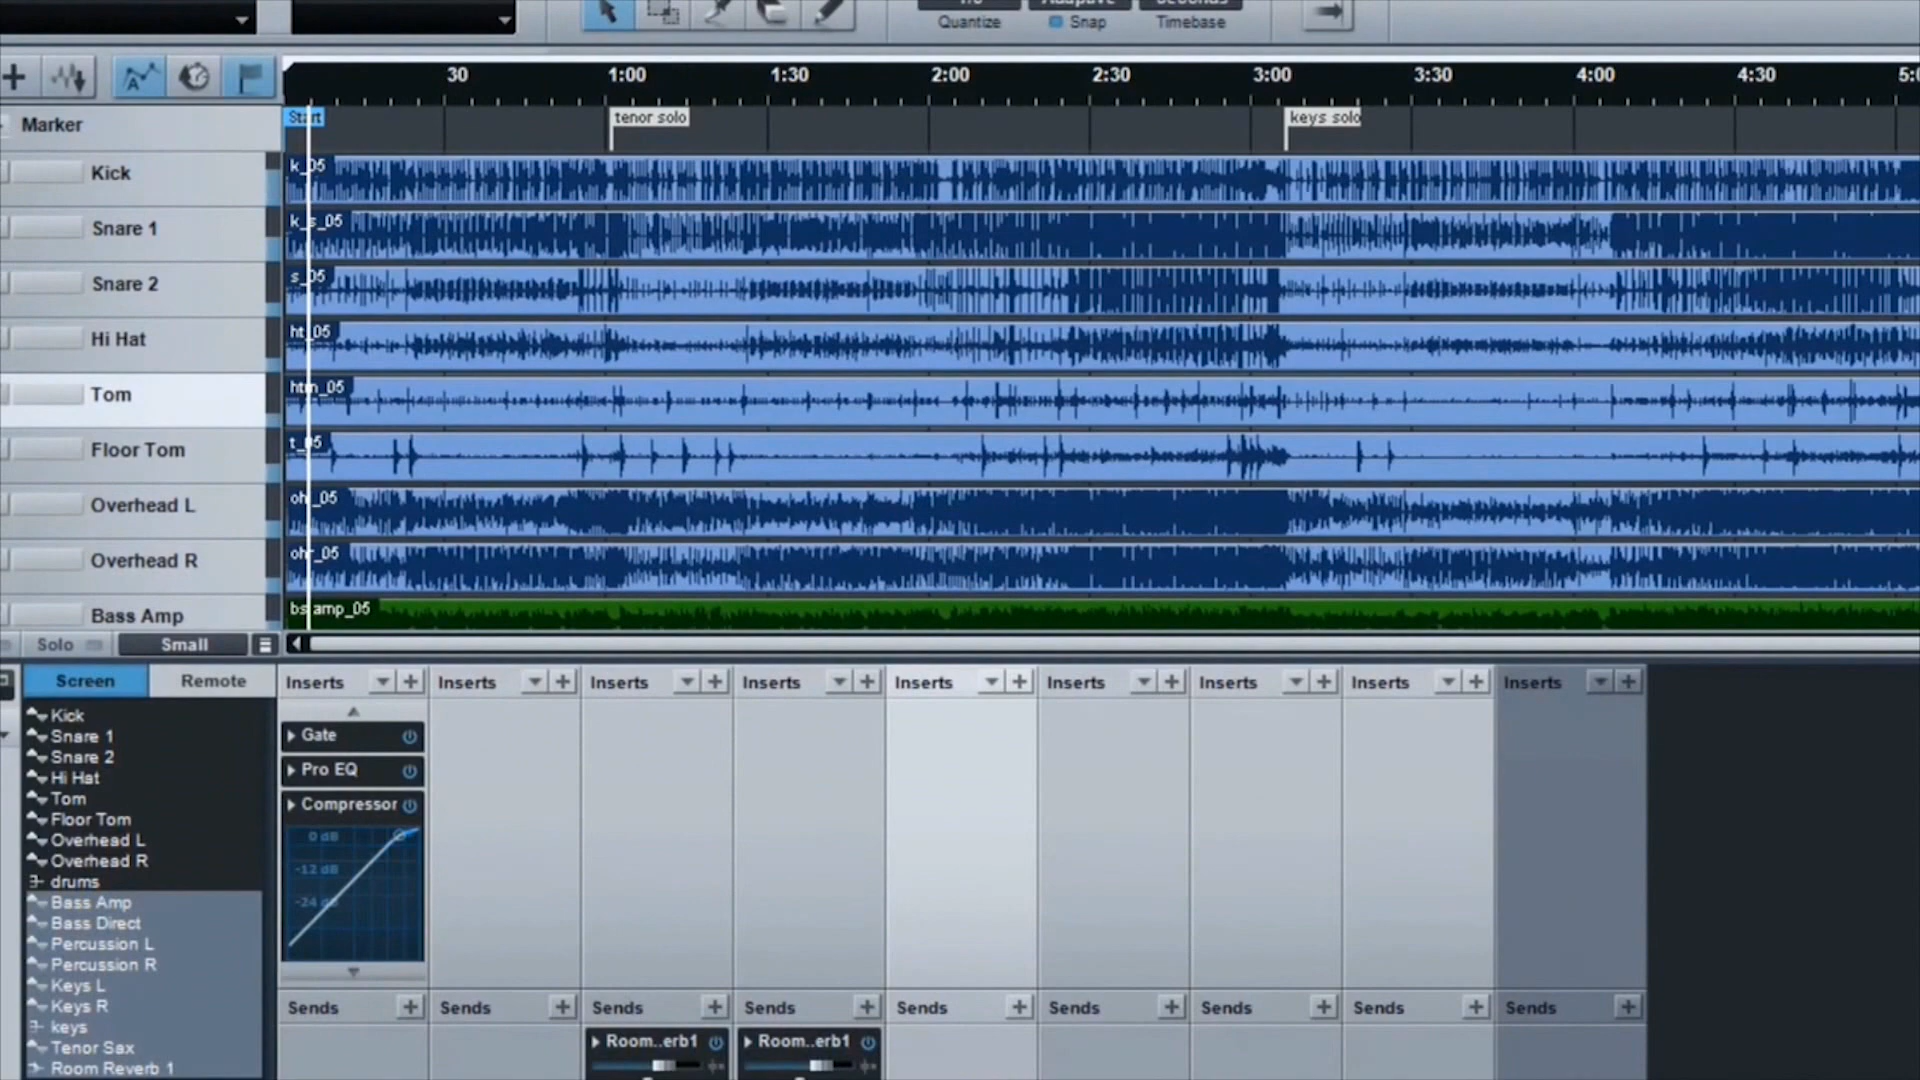 Quantize Snap Timebase
30 1:00 1:30 2:00 2:30 3:00 3:30 4:00 4:30
Marker Start tenor solo keys solo
Kick k_05
Snare 1 k_s_05
Snare 2 s_05
Hi Hat ht_05
Tom htm_05
Floor Tom t_05
Overhead L ohl_05
Overhead R ohr_05
Bass Amp bs amp_05
Solo Small
Screen Remote Inserts Inserts Inserts Inserts Inserts Inserts Inserts Inserts Inserts
Kick
Snare 1
Snare 2
Hi Hat
Tom
Floor Tom
Overhead L
Overhead R
drums
Bass Amp
Bass Direct
Percussion L
Percussion R
Keys L
Keys R
keys
Tenor Sax
Room Reverb 1
Gate
Pro EQ
Compressor
0 dB
-12 dB
-24 d
Sends Sends Sends Sends Sends Sends Sends Sends Sends
Room..erb1 Room..erb1